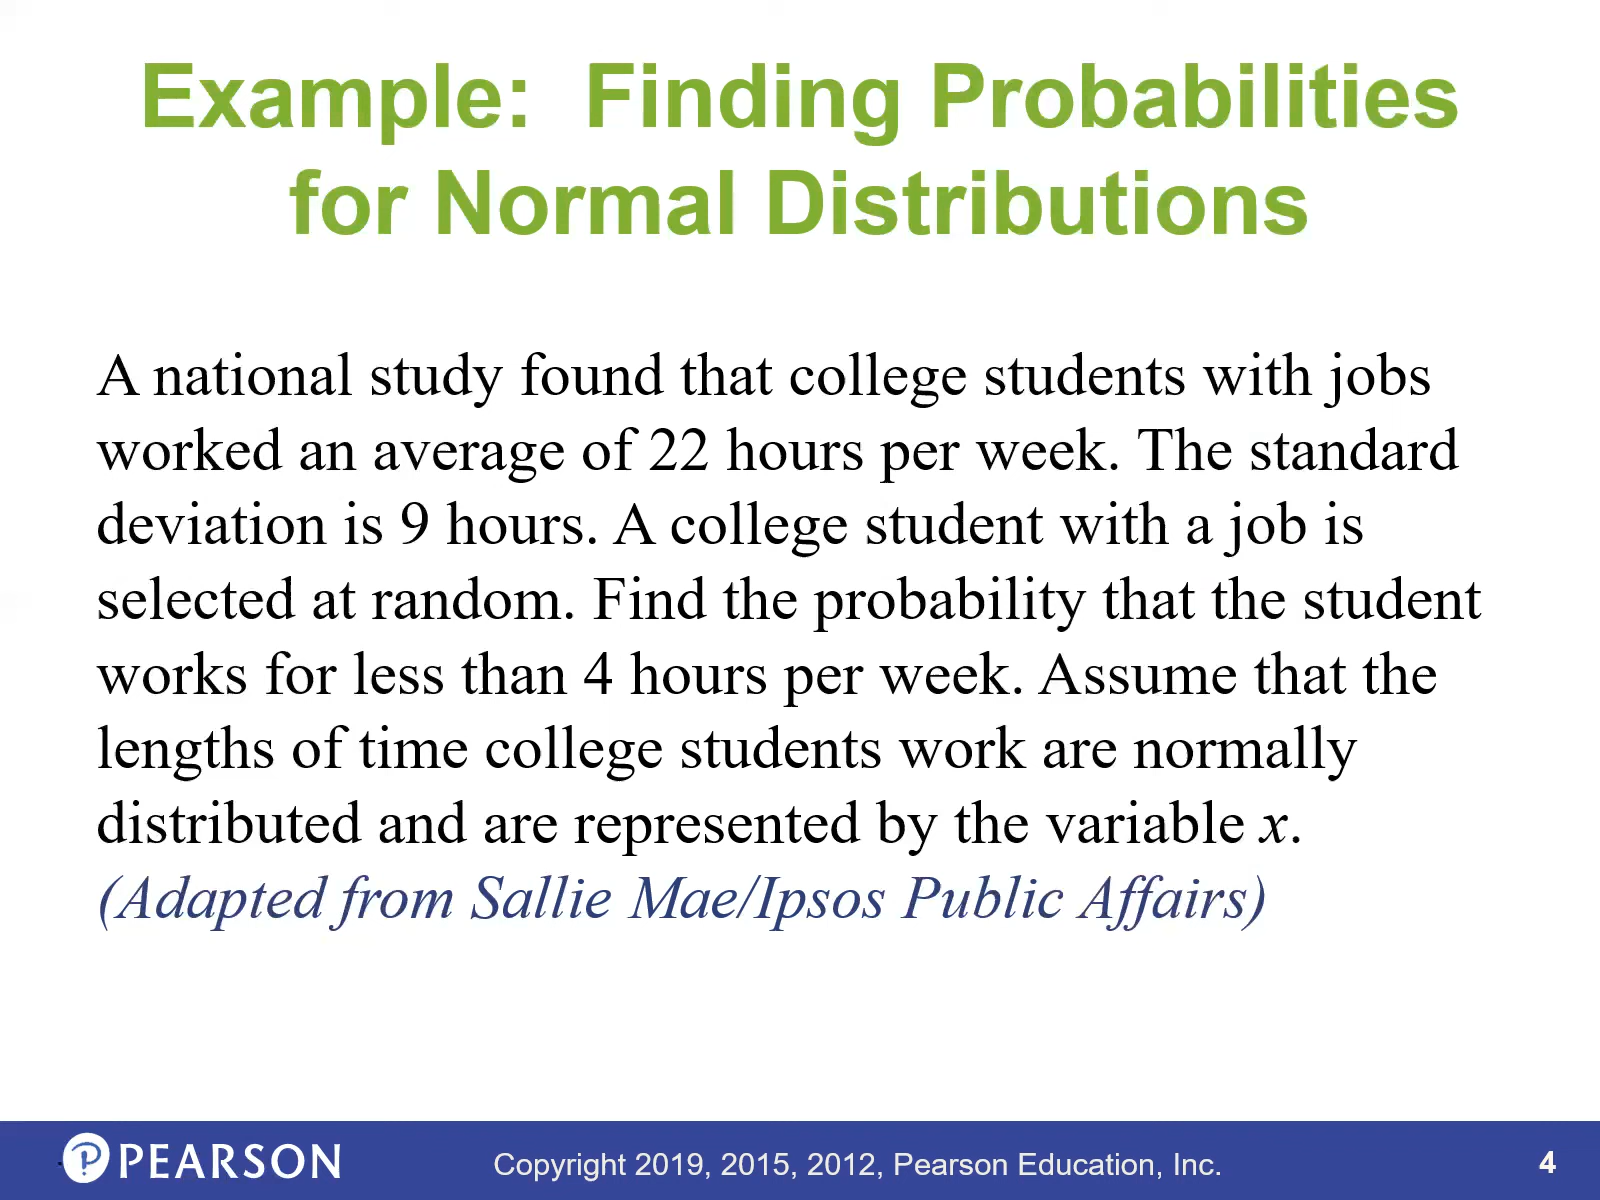 Example:  Finding Probabilities
for Normal Distributions
A national study found that college students with jobs
worked an average of 22 hours per week. The standard
deviation is 9 hours. A college student with a job is
selected at random. Find the probability that the student
works for less than 4 hours per week. Assume that the
lengths of time college students work are normally
distributed and are represented by the variable x.
(Adapted from Sallie Mae/Ipsos Public Affairs)
. PEARSON
Copyright 2019, 2015, 2012, Pearson Education, Inc.
4